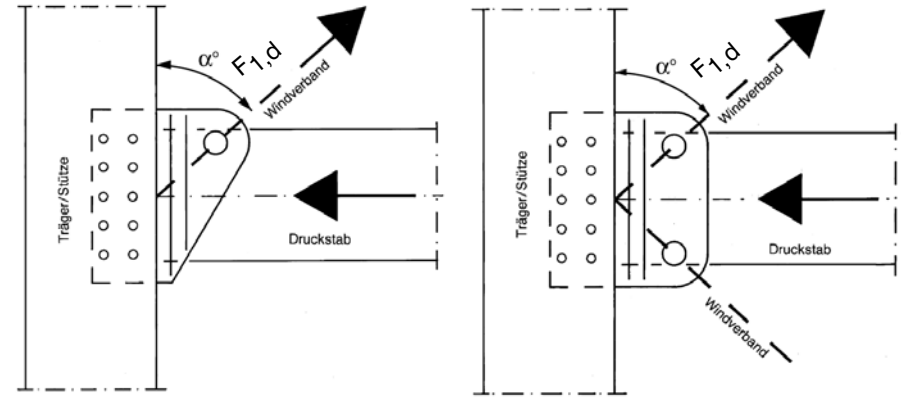 α°
F1,d
Windverband
Träger/Stütze
Druckstab
α°
F1,d
Windverband
Träger/Stütze
Druckstab
Windverband